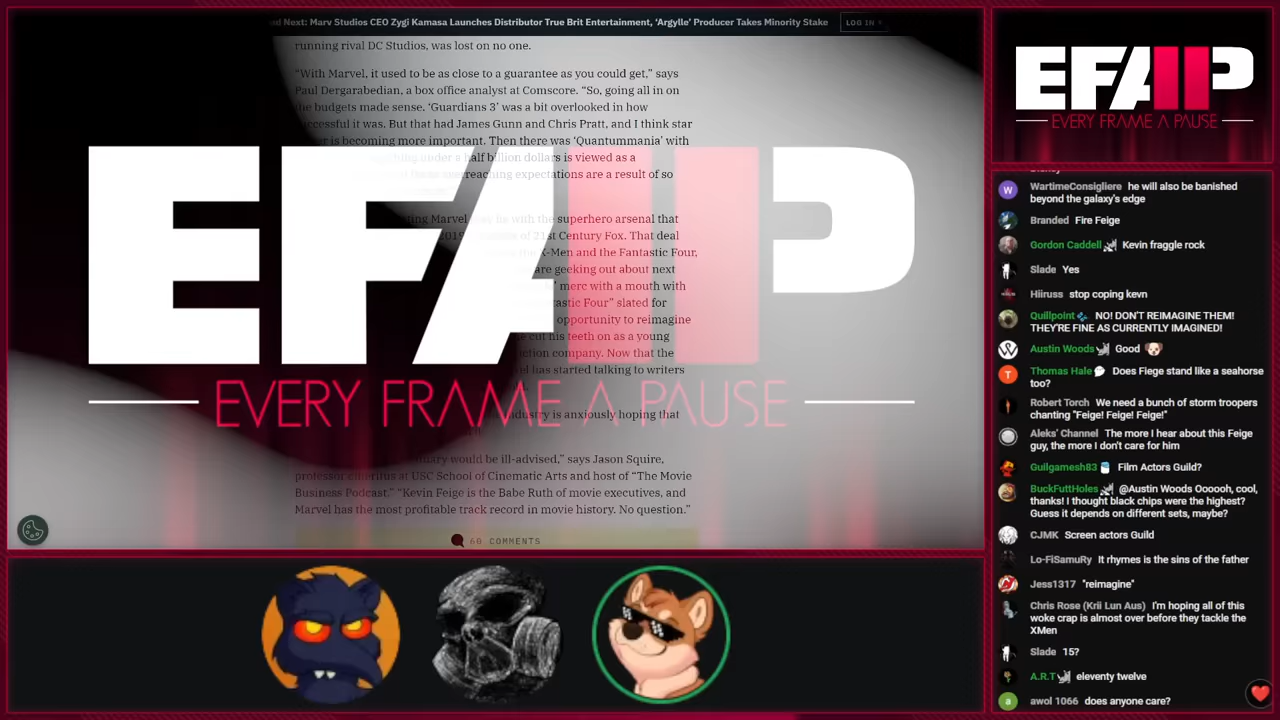 d Next: Marv Studios CEO Zygi Kamasa Launches Distributor True Brit Entertainment, ‘Argylle’ Producer Takes Minority Stake
LOG IN
running rival DC Studios, was lost on no one.
“With Marvel, it used to be as close to a guarantee as you could get,” says
Paul Dergarabedian, a box office analyst at Comscore. “So, going all in on
the budgets made sense. ‘Guardians 3’ was a bit overlooked in how
successful it was. But that had James Gunn and Chris Pratt, and I think star
is becoming more important. Then there was ‘Quantummania’ with
under a half billion dollars is viewed as a
reaching expectations are a result of so
ting Marvel may lie with the superhero arsenal that
2019 of 21st Century Fox. That deal
the X-Men and the Fantastic Four,
are geeking out about next
’ merc with a mouth with
tastic Four” slated for
opportunity to reimagine
cut his teeth on as a young
ction company. Now that the
vel has started talking to writers
industry is anxiously hoping that
mary would be ill-advised,” says Jason Squire,
professor emeritus at USC School of Cinematic Arts and host of “The Movie
Business Podcast.” “Kevin Feige is the Babe Ruth of movie executives, and
Marvel has the most profitable track record in movie history. No question.”
60 COMMENTS
EFAP
EVERY FRAME A PAUSE
EFAP
EVERY FRAME A PAUSE
Disney
W WartimeConsigliere he will also be banished
beyond the galaxy's edge
Branded Fire Feige
Gordon Caddell Kevin fraggle rock
Slade Yes
Hiiruss stop coping kevn
Quillpoint NO! DON'T REIMAGINE THEM!
THEY'RE FINE AS CURRENTLY IMAGINED!
Austin Woods Good
T Thomas Hale Does Fiege stand like a seahorse
too?
Robert Torch We need a bunch of storm troopers
chanting "Feige! Feige! Feige!"
Aleks' Channel The more I hear about this Feige
guy, the more I don't care for him
Guilgamesh83 Film Actors Guild?
BuckFuttHoles @Austin Woods Oooooh, cool,
thanks! I thought black chips were the highest?
Guess it depends on different sets, maybe?
CJMK Screen actors Guild
Lo-FiSamuRy It rhymes is the sins of the father
Jess1317 "reimagine"
Chris Rose (Krii Lun Aus) I'm hoping all of this
woke crap is almost over before they tackle the
XMen
Slade 15?
A.R.T eleventy twelve
a awol 1066 does anyone care?